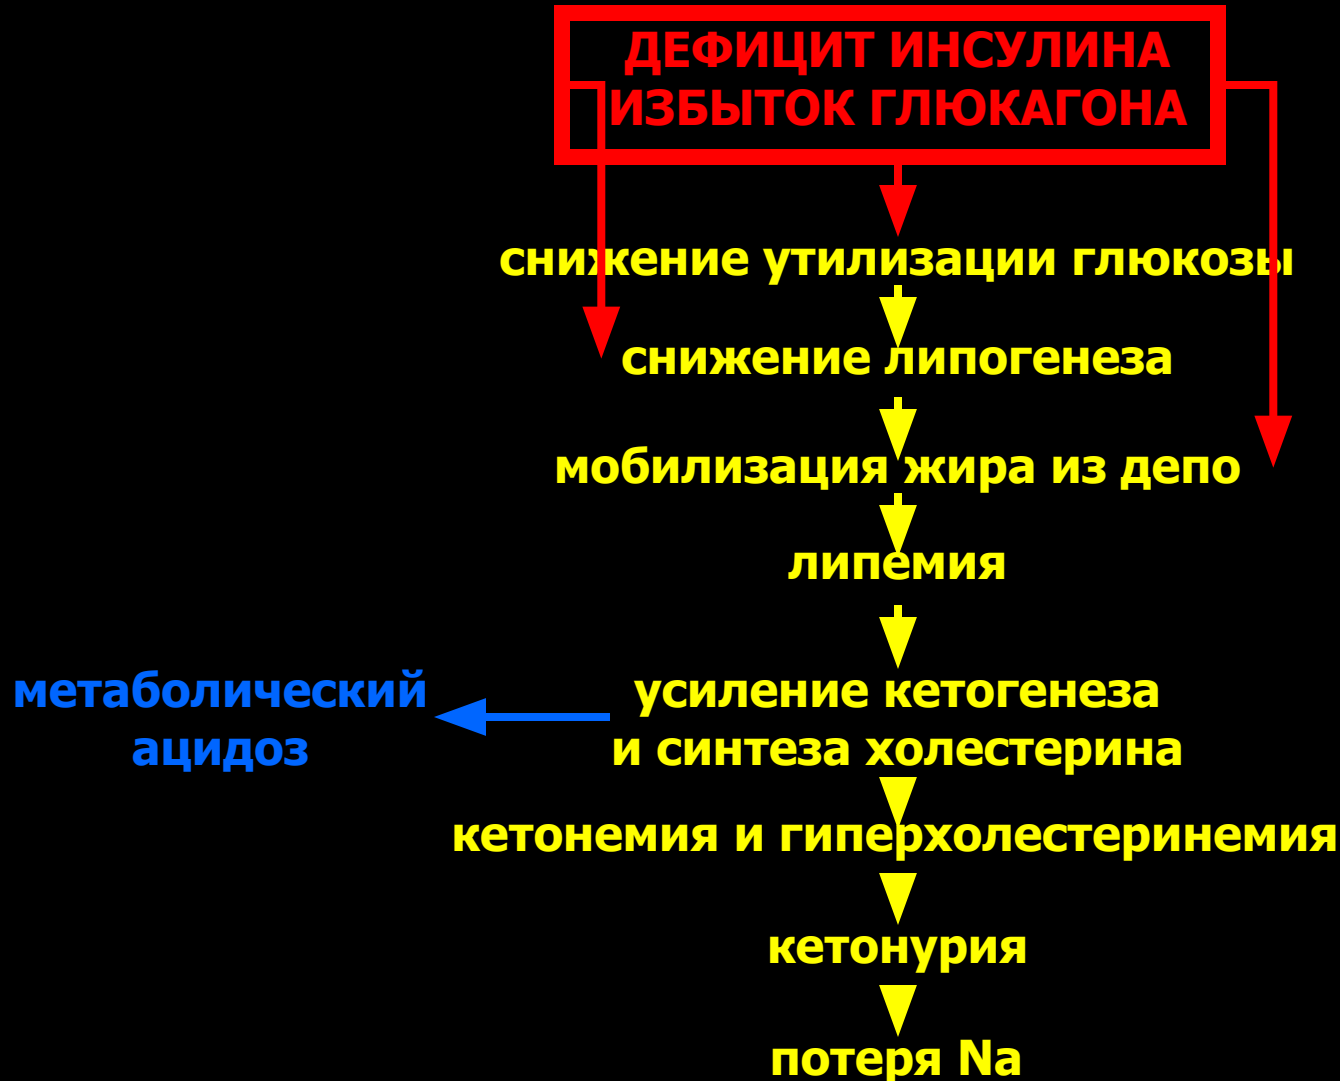 ДЕФИЦИТ ИНСУЛИНА
ИЗБЫТОК ГЛЮКАГОНА
снижение утилизации глюкозы
снижение липогенеза
мобилизация жира из депо
липемия
метаболический
ацидоз
усиление кетогенеза
и синтеза холестерина
кетонемия и гиперхолестеринемия
кетонурия
потеря Na